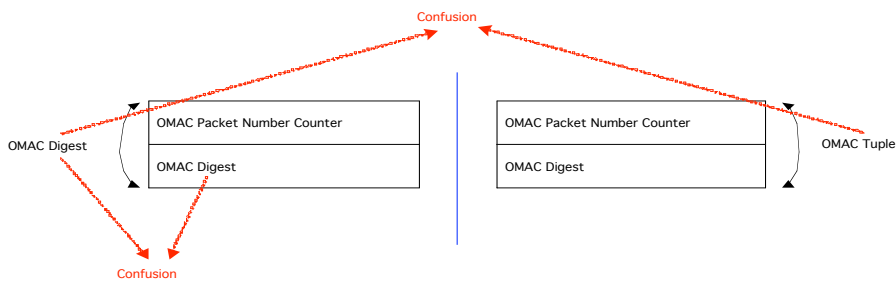 Confusion
OMAC Packet Number Counter
OMAC Digest
OMAC Digest
OMAC Packet Number Counter
OMAC Digest
OMAC Tuple
Confusion